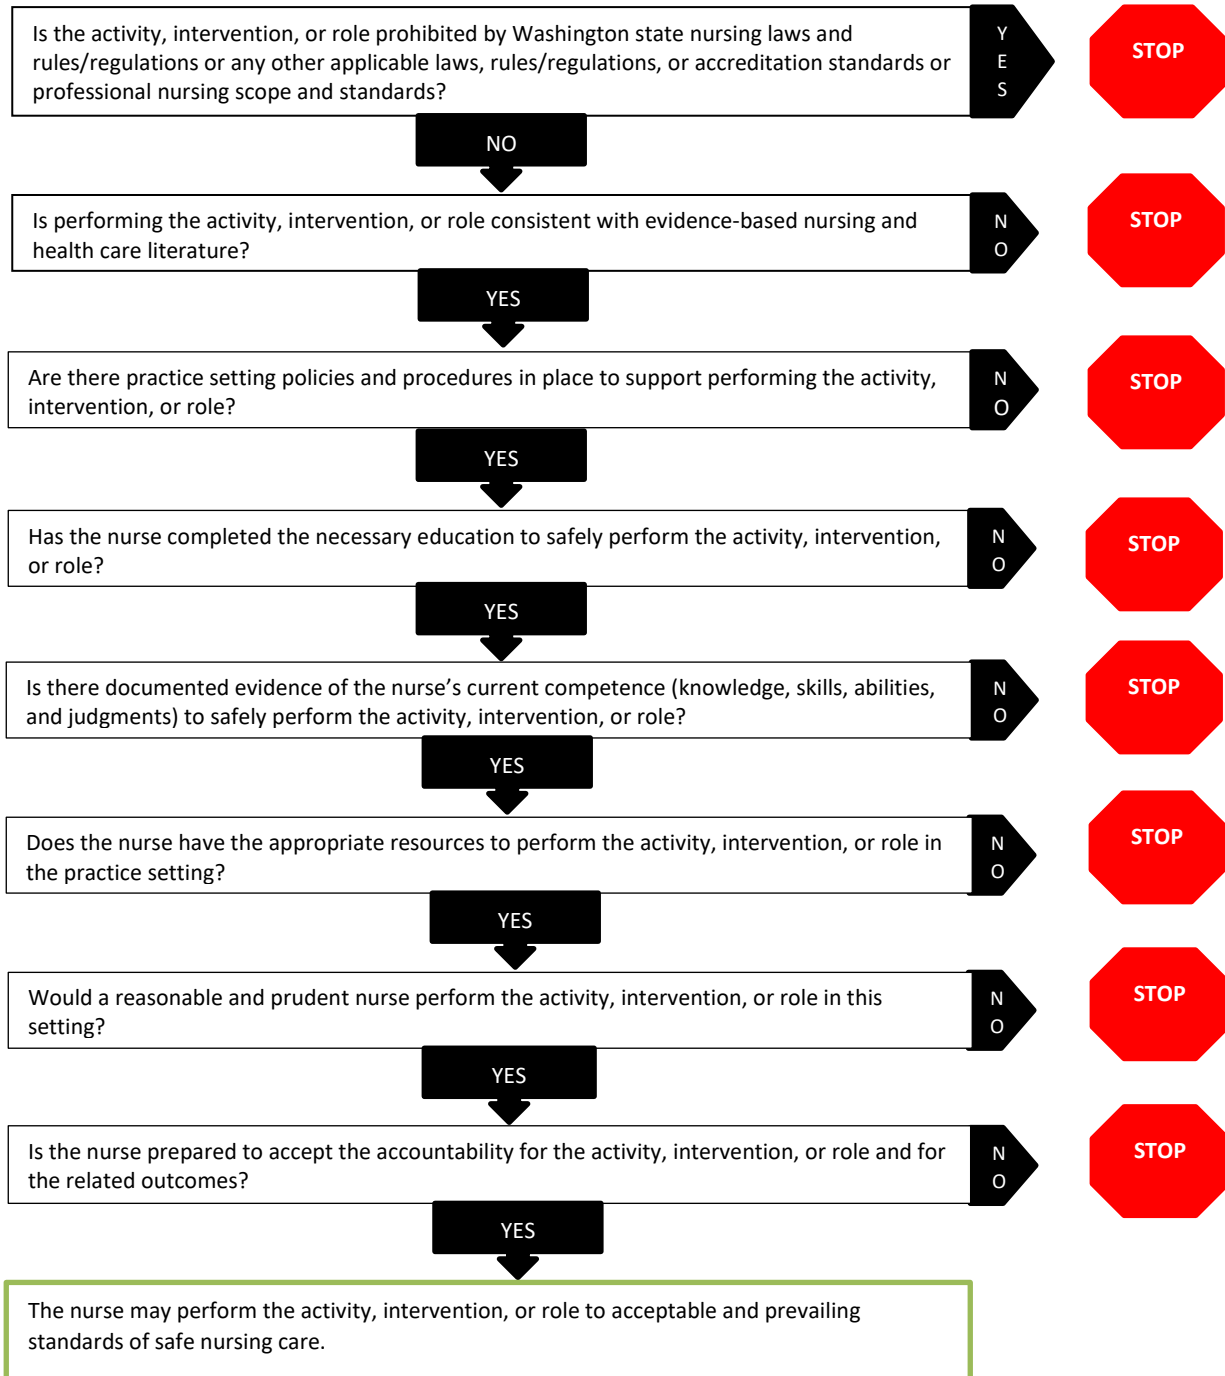 Is the activity, intervention, or role prohibited by Washington state nursing laws and
rules/regulations or any other applicable laws, rules/regulations, or accreditation standards or
professional nursing scope and standards?
Y
E
S
STOP
NO
Is performing the activity, intervention, or role consistent with evidence-based nursing and
health care literature?
N
O
STOP
YES
Are there practice setting policies and procedures in place to support performing the activity,
intervention, or role?
N
O
STOP
YES
Has the nurse completed the necessary education to safely perform the activity, intervention,
or role?
N
O
STOP
YES
Is there documented evidence of the nurse’s current competence (knowledge, skills, abilities,
and judgments) to safely perform the activity, intervention, or role?
N
O
STOP
YES
Does the nurse have the appropriate resources to perform the activity, intervention, or role in
the practice setting?
N
O
STOP
YES
Would a reasonable and prudent nurse perform the activity, intervention, or role in this
setting?
N
O
STOP
YES
Is the nurse prepared to accept the accountability for the activity, intervention, or role and for
the related outcomes?
N
O
STOP
YES
The nurse may perform the activity, intervention, or role to acceptable and prevailing
standards of safe nursing care.